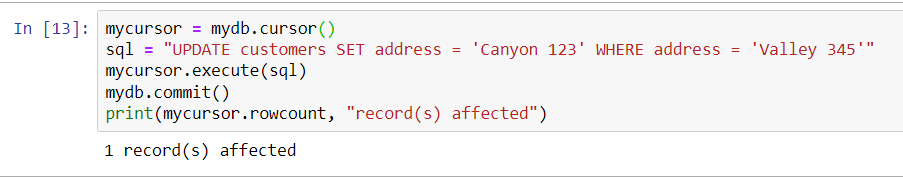 In [13]: mycursor = mydb.cursor()
sql = "UPDATE customers SET address = 'Canyon 123' WHERE address = 'Valley 345'"
mycursor.execute(sql)
mydb.commit()
print(mycursor.rowcount, "record(s) affected")
1 record(s) affected